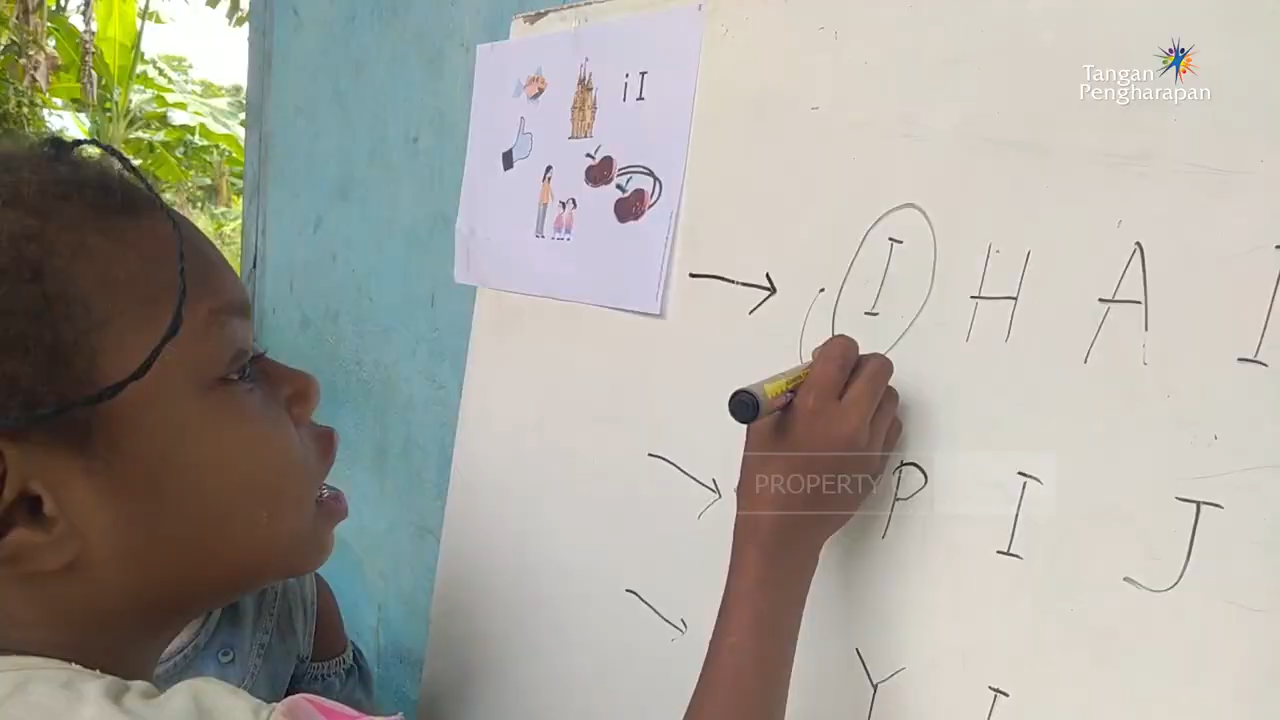 Tangan
Pengharapan
iI
I H A I
PROPERTY
P I J
Y I